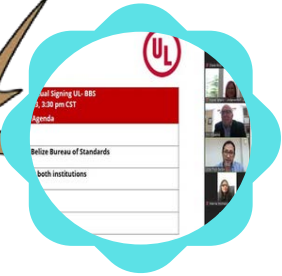 UL
ual Signing UL- BBS
3, 3:30 pm CST
Agenda
Belize Bureau of Standards
both institutions